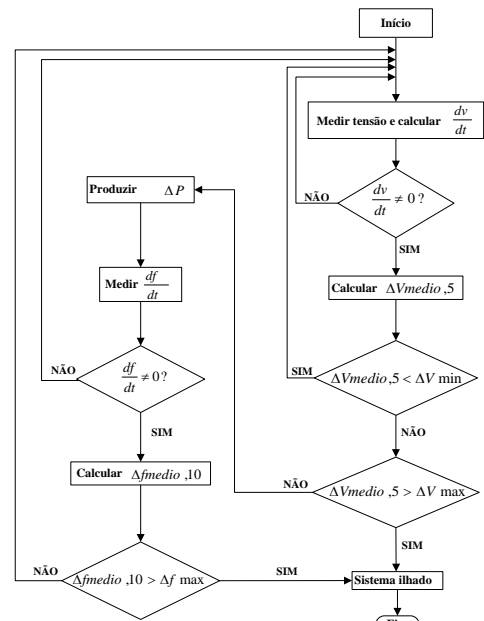 Início
Medir tensão e calcular dv/dt
dv/dt ≠ 0 ?
NÃO
SIM
Calcular ΔVmedio ,5
ΔVmedio ,5 < ΔV min
SIM
NÃO
ΔVmedio ,5 > ΔV max
NÃO
SIM
Produzir ΔP
Medir df/dt
df/dt ≠ 0?
NÃO
SIM
Calcular Δfmedio ,10
Δfmedio ,10 > Δf max
NÃO
SIM
Sistema ilhado